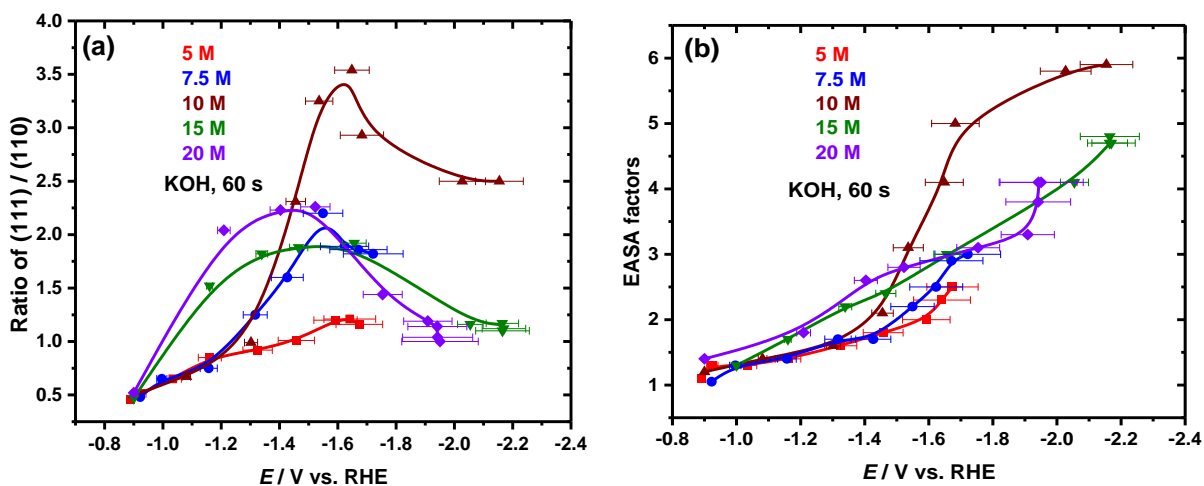 (a)
5 M
7.5 M
10 M
15 M
20 M
KOH, 60 s
Ratio of (111) / (110)
4.0
3.5
3.0
2.5
2.0
1.5
1.0
0.5
-0.8 -1.0 -1.2 -1.4 -1.6 -1.8 -2.0 -2.2 -2.4
E / V vs. RHE
(b)
5 M
7.5 M
10 M
15 M
20 M
KOH, 60 s
EASA factors
6
5
4
3
2
1
-0.8 -1.0 -1.2 -1.4 -1.6 -1.8 -2.0 -2.2 -2.4
E / V vs. RHE